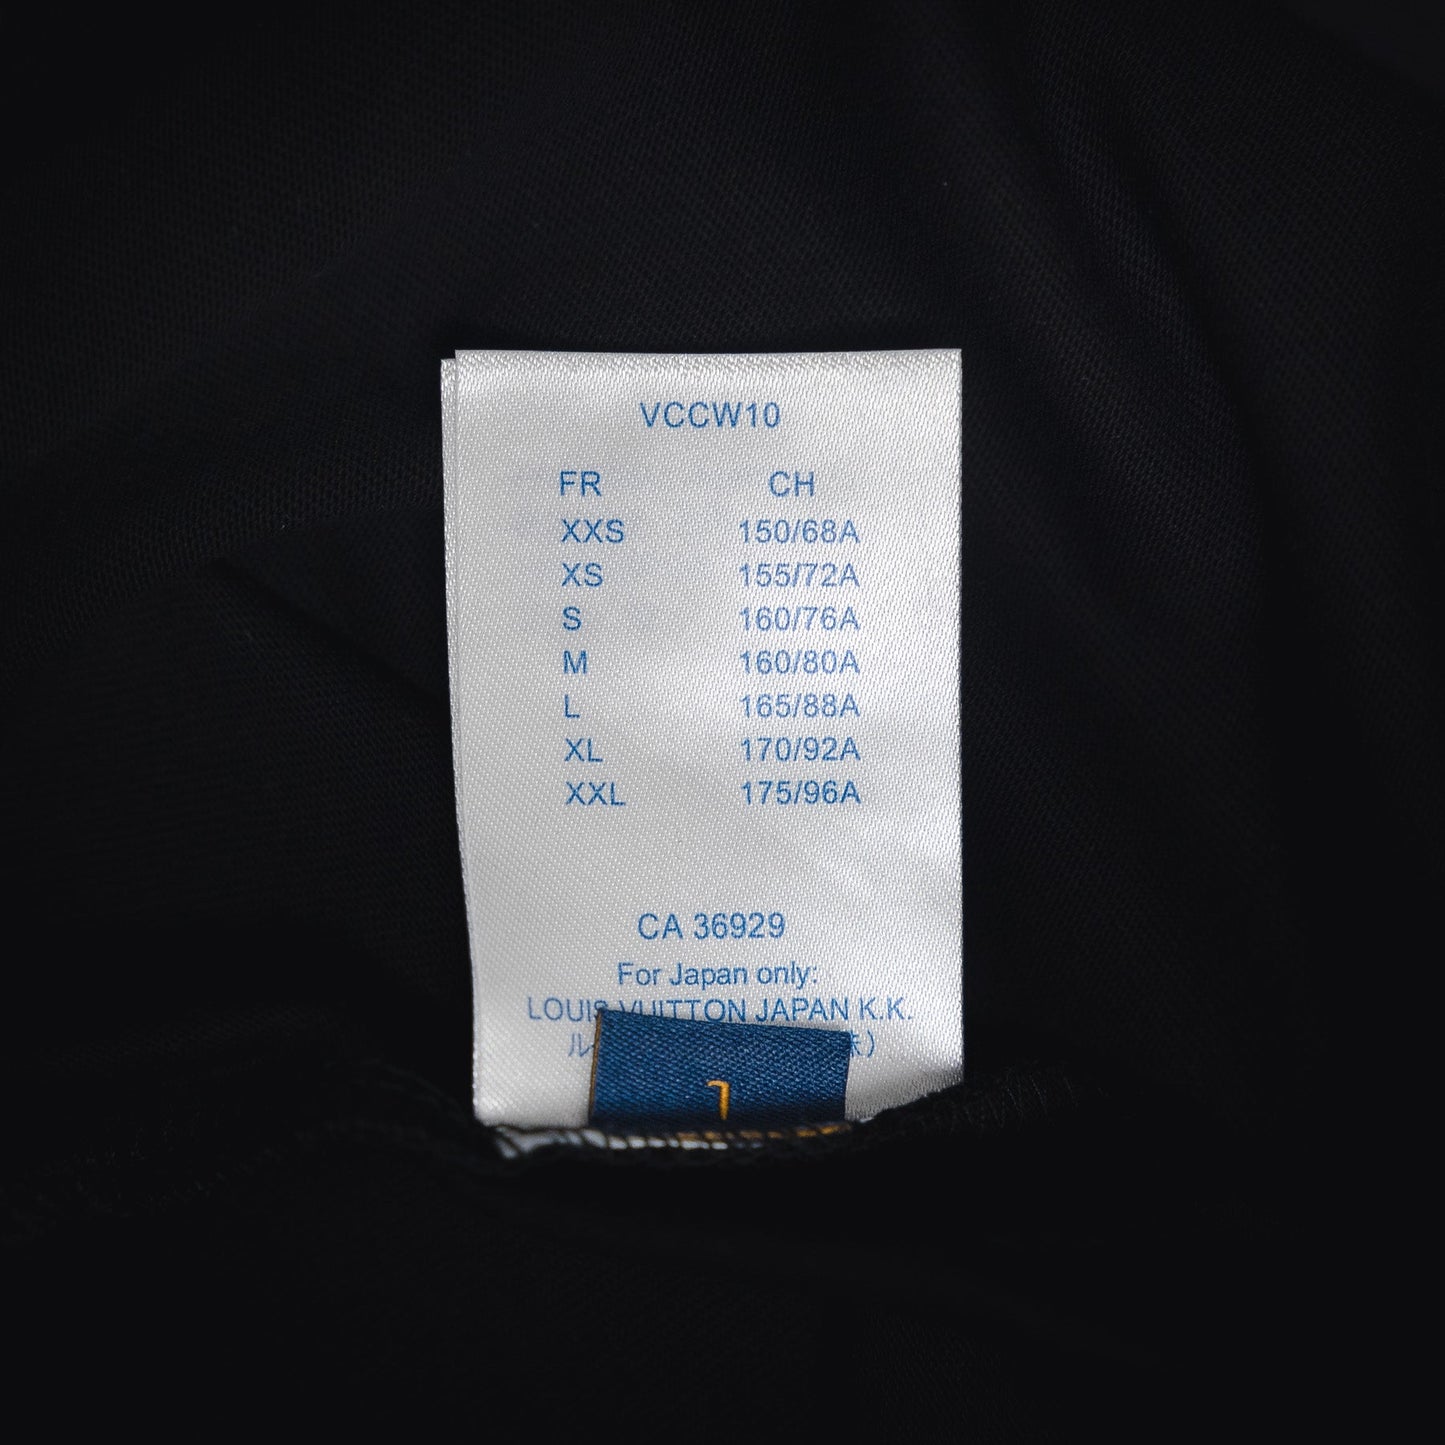 VCCW10
FR CH
XXS 150/68A
XS 155/72A
S 160/76A
M 160/80A
L 165/88A
XL 170/92A
XXL 175/96A
CA 36929
For Japan only:
LOUIS VUITTON JAPAN K.K.
L